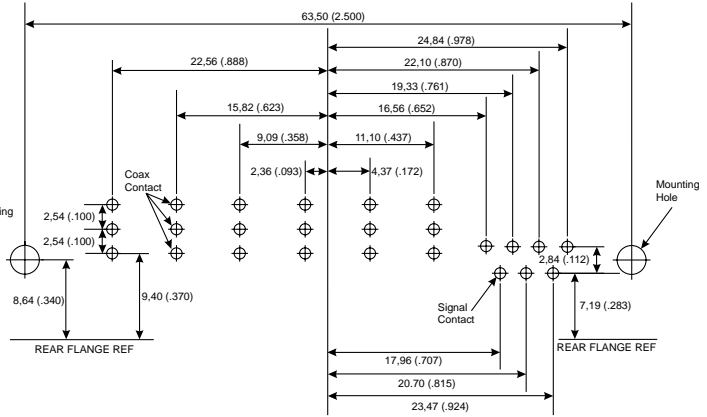 63,50 (2.500)
24,84 (.978)
22,56 (.888)
22,10 (.870)
19,33 (.761)
15,82 (.623)
16,56 (.652)
9,09 (.358)
11,10 (.437)
2,36 (.093)
4,37 (.172)
Coax
Contact
Mounting
Hole
ing
2,54 (.100)
2,54 (.100)
2,84 (.112)
8,64 (.340)
9,40 (.370)
7,19 (.283)
Signal
Contact
REAR FLANGE REF
REAR FLANGE REF
17,96 (.707)
20.70 (.815)
23,47 (.924)